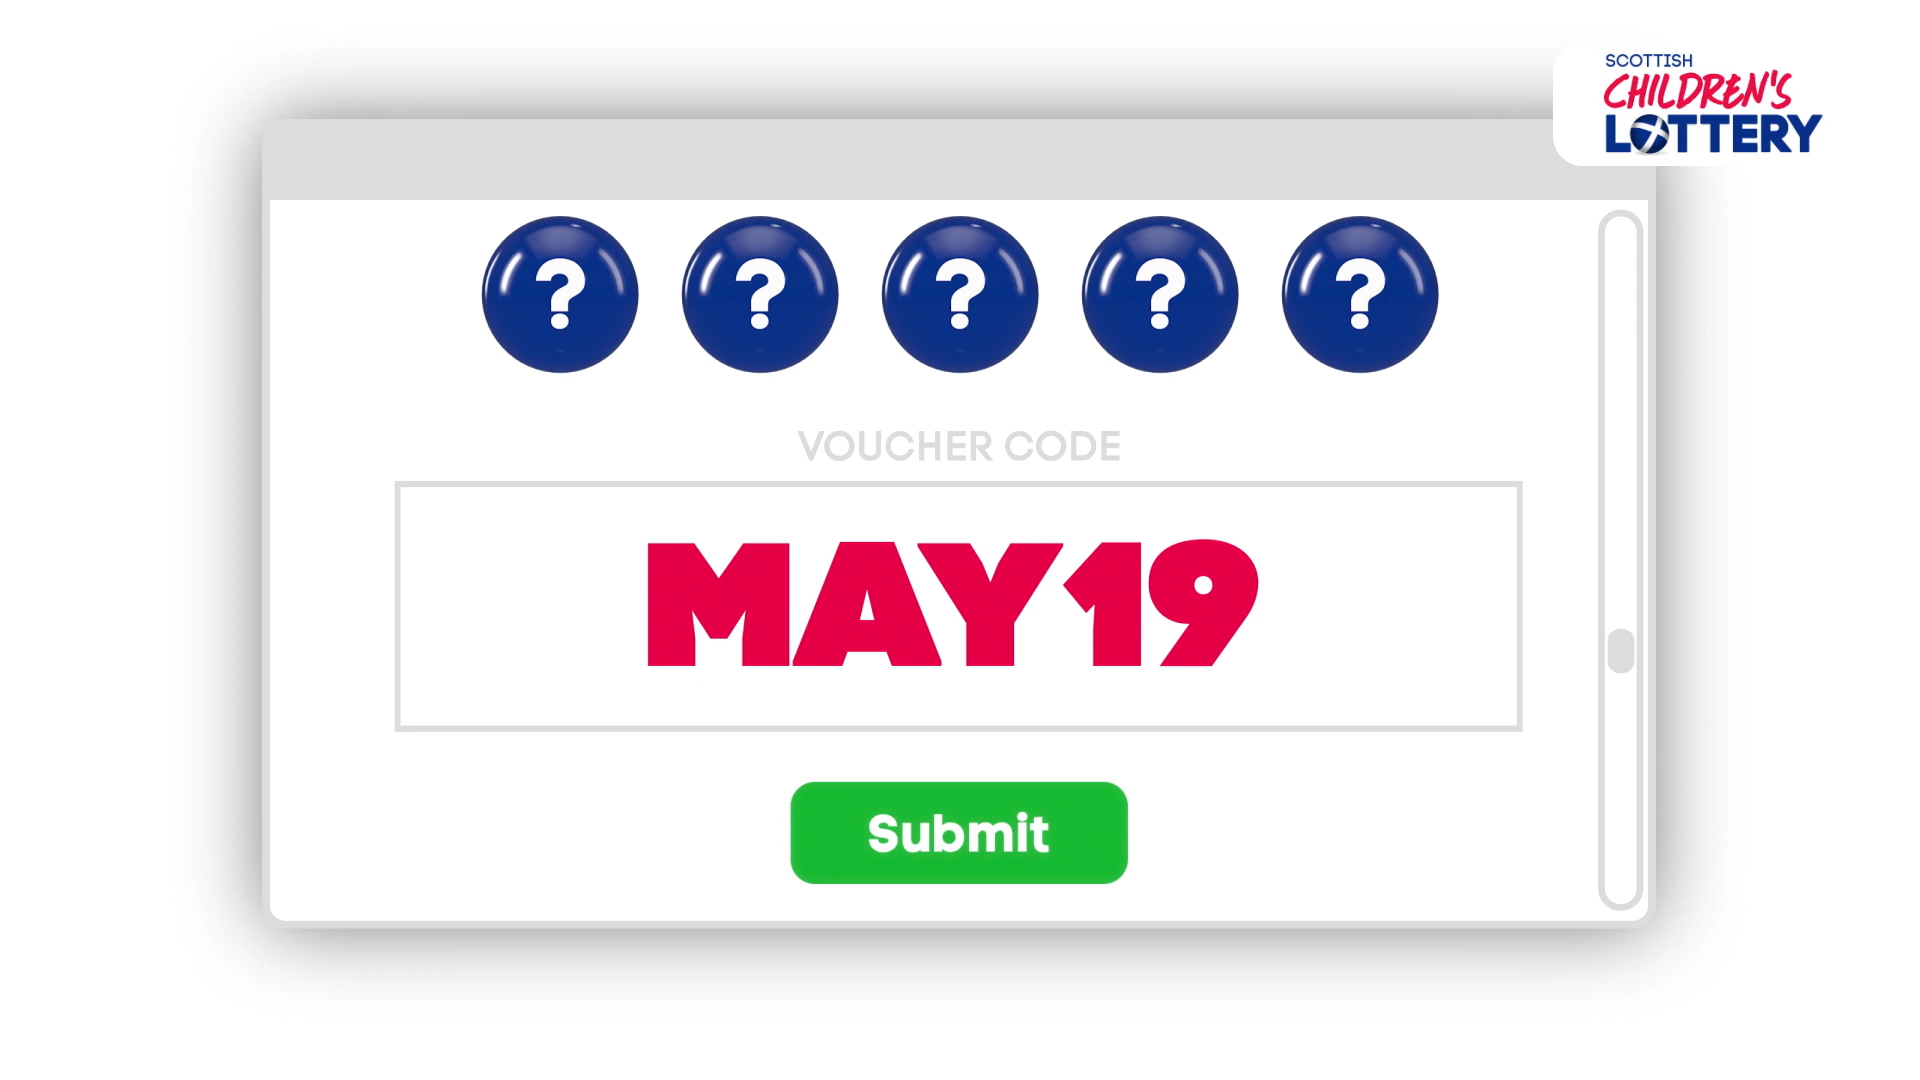 SCOTTISH
CHILDREN'S
LOTTERY
? ? ? ? ?
VOUCHER CODE
MAY19
Submit